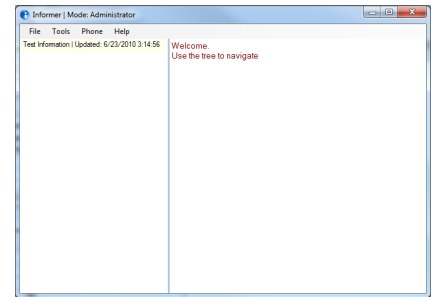 Informer | Mode: Administrator
File Tools Phone Help
Test Information | Updated: 6/23/2010 3:14:56
Welcome.
Use the tree to navigate